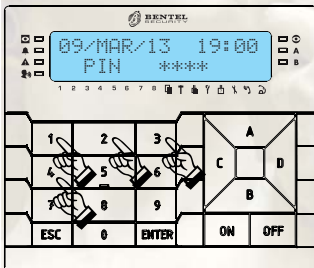 BENTEL
SECURITY
09/MAR/13 19:00
PIN ****
A
B
1 2 3 4 5 6 7 8
1 2 3
4 5 6
7 8 9
ESC 0 ENTER
A
C D
B
ON OFF